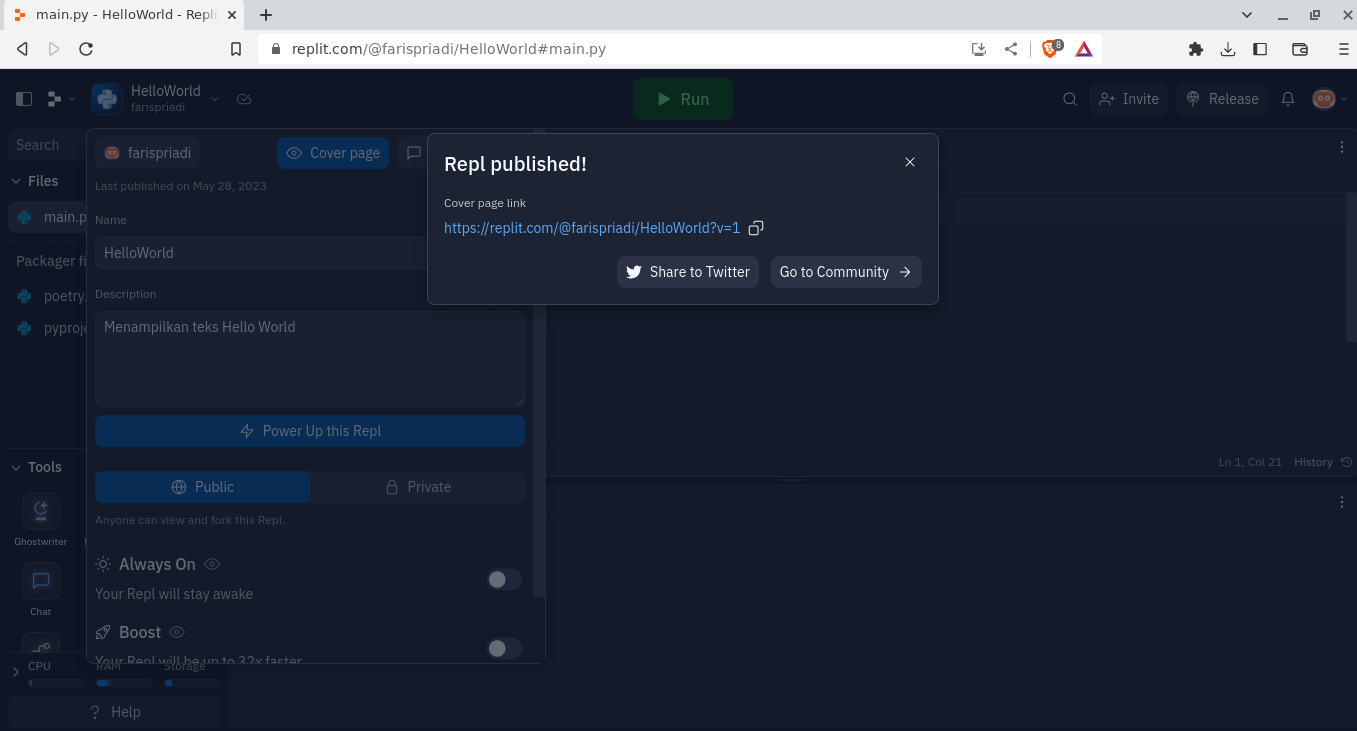 main.py - HelloWorld - Repli
replit.com/@farispriadi/HelloWorld#main.py
8
HelloWorld
farispriadi
Run
Invite
Release
Search
Files
main.p
Packager fi
poetry.
pyproje
Tools
Ghostwriter
Chat
CPU
RAM
Storage
Help
farispriadi
Cover page
Last published on May 28, 2023
Name
HelloWorld
Description
Menampilkan teks Hello World
Power Up this Repl
Public
Private
Anyone can view and fork this Repl.
Always On
Your Repl will stay awake
Boost
Your Repl will be up to 32x faster
Repl published!
Cover page link
https://replit.com/@farispriadi/HelloWorld?v=1
Share to Twitter
Go to Community
Ln 1, Col 21
History